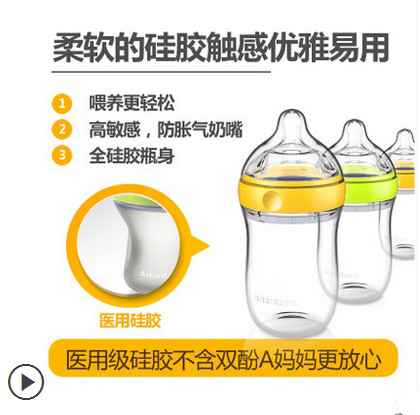 柔软的硅胶触感优雅易用
1 喂养更轻松
2 高敏感，防胀气奶嘴
3 全硅胶瓶身
医用硅胶
医用级硅胶不含双酚A妈妈更放心